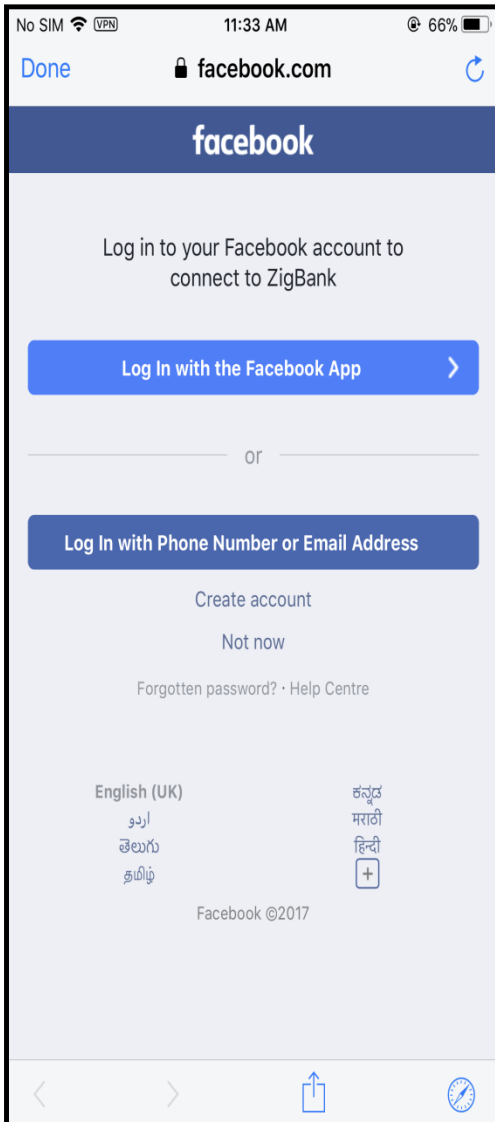 No SIM VPN 11:33 AM 66%
Done facebook.com
facebook
Log in to your Facebook account to
connect to ZigBank
Log In with the Facebook App
or
Log In with Phone Number or Email Address
Create account
Not now
Forgotten password? · Help Centre
English (UK) ಕನ್ನಡ
اردو मराठी
తెలుగు हिन्दी
தமிழ் +
Facebook ©2017